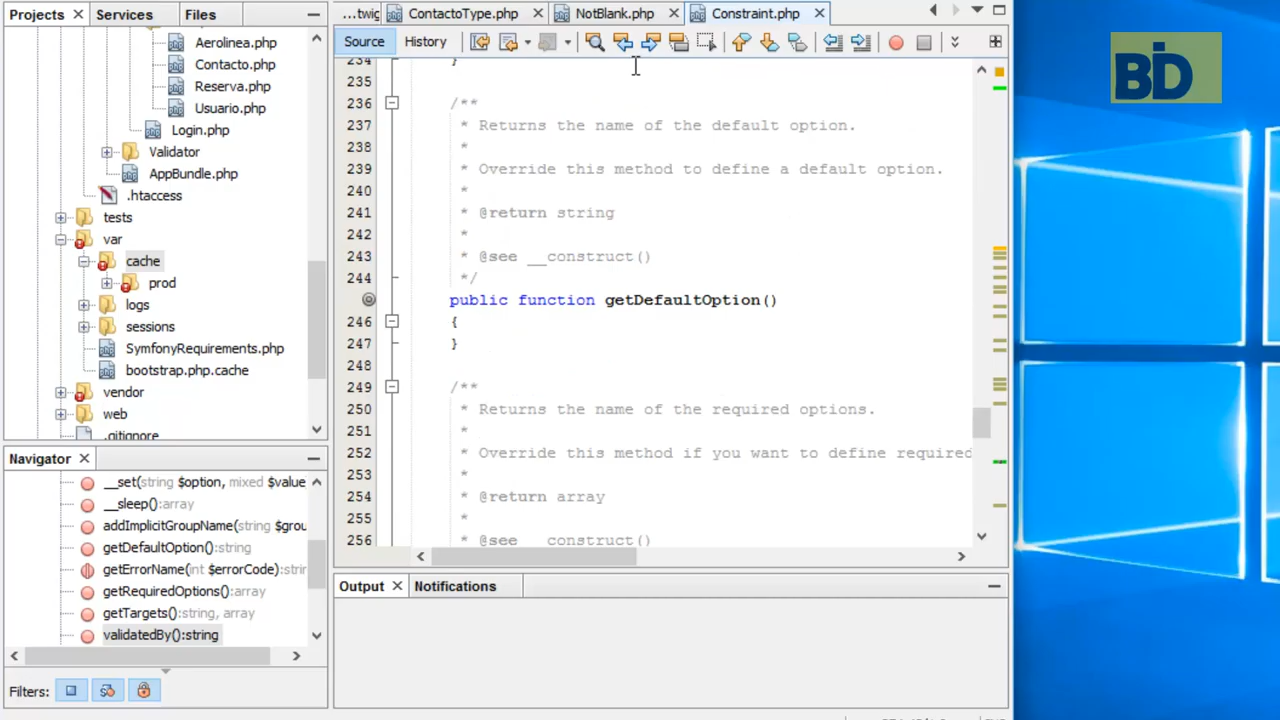 Projects
Services
Files
...twig
ContactoType.php
NotBlank.php
Constraint.php
Source
History
Aerolinea.php
Contacto.php
Reserva.php
Usuario.php
Login.php
Validator
AppBundle.php
.htaccess
tests
var
cache
prod
logs
sessions
SymfonyRequirements.php
bootstrap.php.cache
vendor
web
.gitignore
234 }
235
236 /**
237 * Returns the name of the default option.
238 *
239 * Override this method to define a default option.
240 *
241 * @return string
242 *
243 * @see __construct()
244 */
public function getDefaultOption()
246 {
247 }
248
249 /**
250 * Returns the name of the required options.
251 *
252 * Override this method if you want to define required
253 *
254 * @return array
255 *
256 * @see __construct()
Navigator
__set(string $option, mixed $value
__sleep():array
addImplicitGroupName(string $grou
getDefaultOption():string
getErrorName(int $errorCode):strin
getRequiredOptions():array
getTargets():string, array
validatedBy():string
Filters:
Output
Notifications
BID